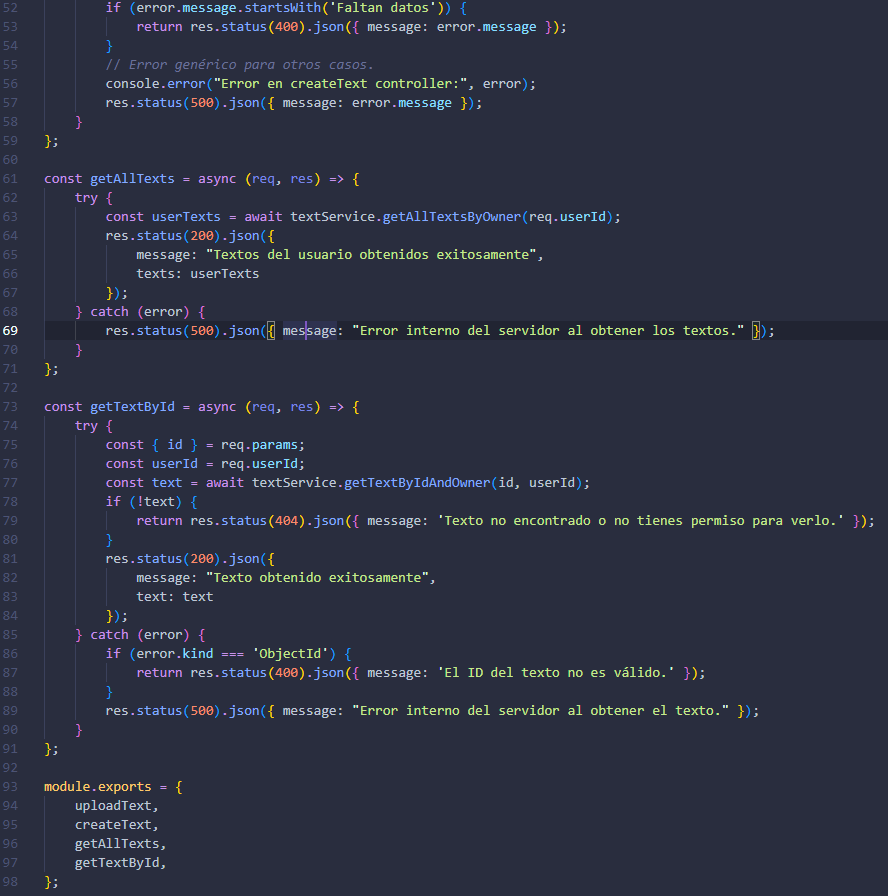 52 if (error.message.startsWith('Faltan datos')) {
53 return res.status(400).json({ message: error.message });
54 }
55 // Error genérico para otros casos.
56 console.error("Error en createText controller:", error);
57 res.status(500).json({ message: error.message });
58 }
59 };
60
61 const getAllTexts = async (req, res) => {
62 try {
63 const userTexts = await textService.getAllTextsByOwner(req.userId);
64 res.status(200).json({
65 message: "Textos del usuario obtenidos exitosamente",
66 texts: userTexts
67 });
68 } catch (error) {
69 res.status(500).json({ message: "Error interno del servidor al obtener los textos." });
70 }
71 };
72
73 const getTextById = async (req, res) => {
74 try {
75 const { id } = req.params;
76 const userId = req.userId;
77 const text = await textService.getTextByIdAndOwner(id, userId);
78 if (!text) {
79 return res.status(404).json({ message: 'Texto no encontrado o no tienes permiso para verlo.' });
80 }
81 res.status(200).json({
82 message: "Texto obtenido exitosamente",
83 text: text
84 });
85 } catch (error) {
86 if (error.kind === 'ObjectId') {
87 return res.status(400).json({ message: 'El ID del texto no es válido.' });
88 }
89 res.status(500).json({ message: "Error interno del servidor al obtener el texto." });
90 }
91 };
92
93 module.exports = {
94 uploadText,
95 createText,
96 getAllTexts,
97 getTextById,
98 };